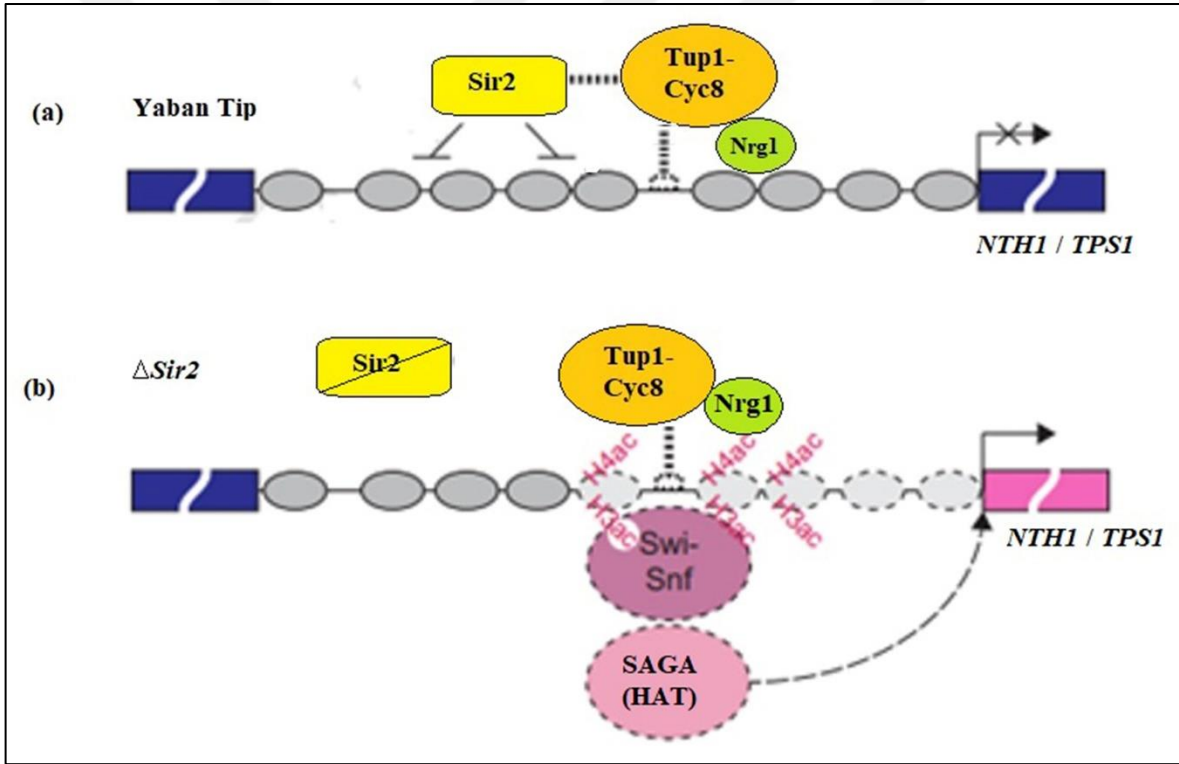 (a)
Yaban Tip
Sir2
Tup1-
Cyc8
Nrg1
NTH1 / TPS1
(b)
△Sir2
Sir2
Tup1-
Cyc8
Nrg1
H4ac
H4ac
H4ac
H3ac
H3ac
H3ac
Swi-
Snf
NTH1 / TPS1
SAGA
(HAT)